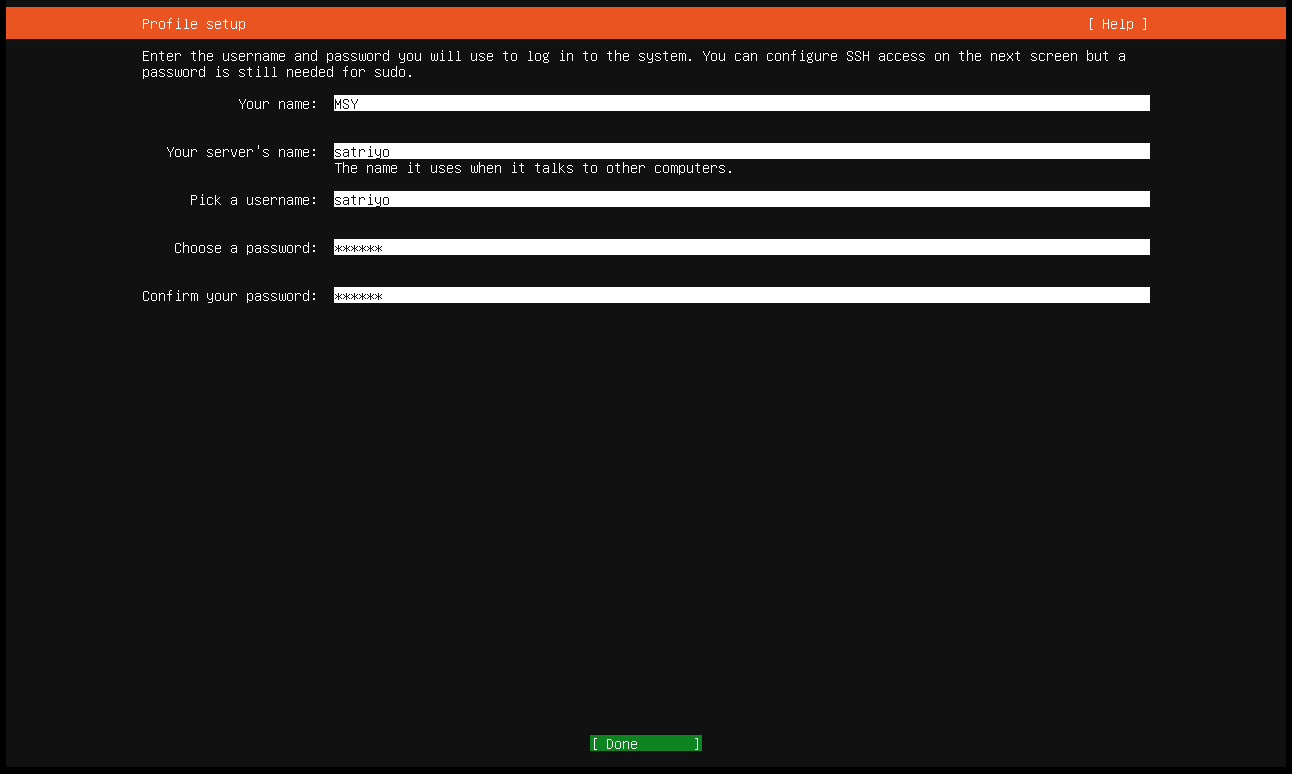 Profile setup [ Help ]
Enter the username and password you will use to log in to the system. You can configure SSH access on the next screen but a
password is still needed for sudo.
Your name: MSY
Your server's name: satriyo
The name it uses when it talks to other computers.
Pick a username: satriyo
Choose a password: ******
Confirm your password: ******
[ Done ]